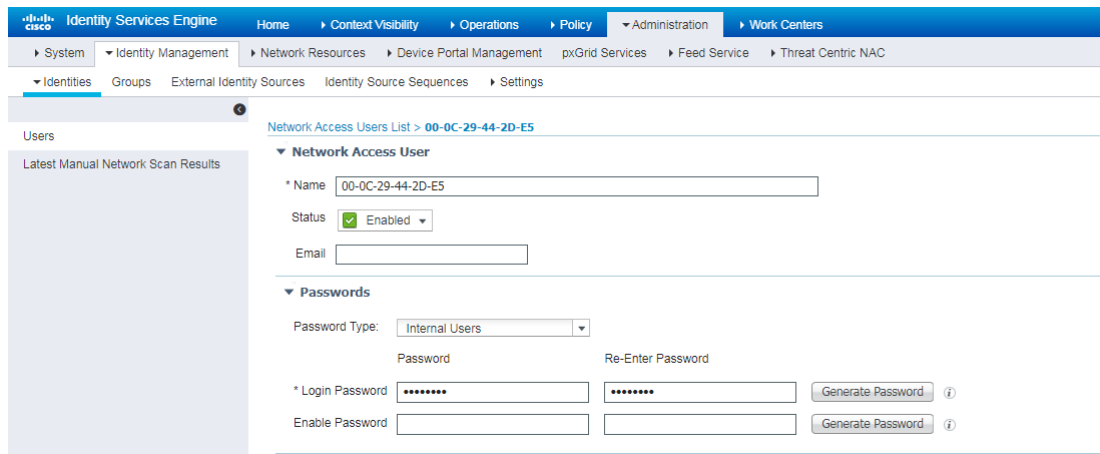 cisco Identity Services Engine Home Context Visibility Operations Policy Administration Work Centers
System Identity Management Network Resources Device Portal Management pxGrid Services Feed Service Threat Centric NAC
Identities Groups External Identity Sources Identity Source Sequences Settings
Users
Latest Manual Network Scan Results
Network Access Users List > 00-0C-29-44-2D-E5
Network Access User
* Name 00-0C-29-44-2D-E5
Status Enabled
Email
Passwords
Password Type: Internal Users
Password Re-Enter Password
* Login Password •••••••• •••••••• Generate Password i
Enable Password Generate Password i